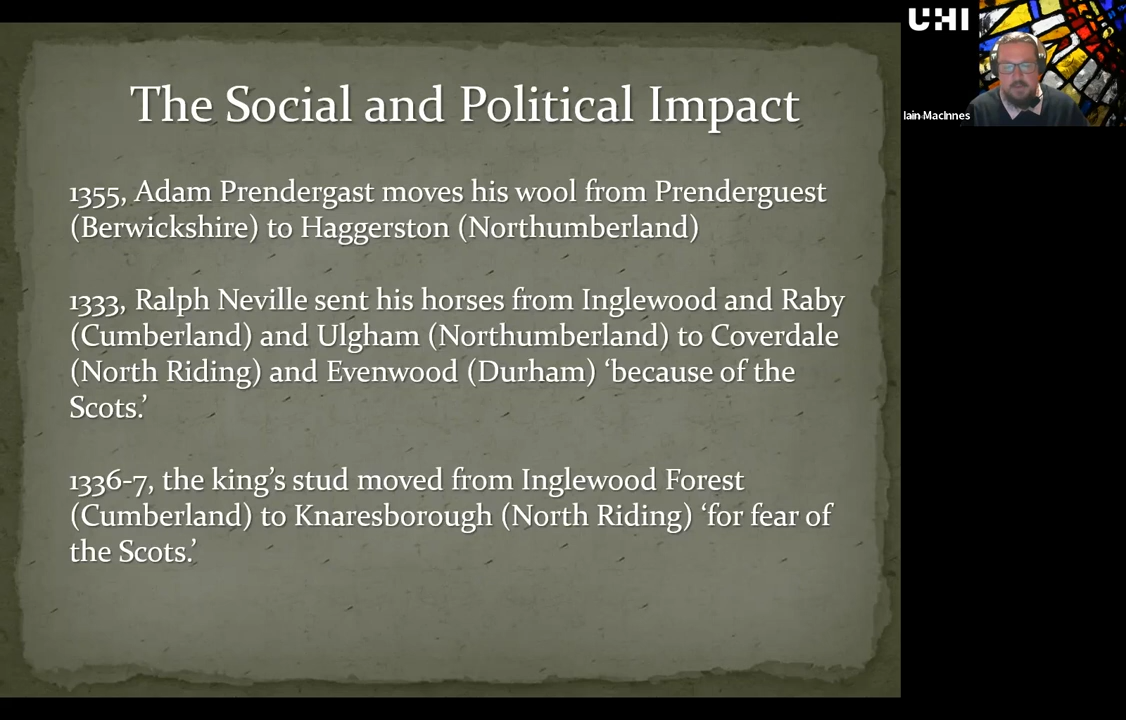 The Social and Political Impact
1355, Adam Prendergast moves his wool from Prenderguest
(Berwickshire) to Haggerston (Northumberland)
1333, Ralph Neville sent his horses from Inglewood and Raby
(Cumberland) and Ulgham (Northumberland) to Coverdale
(North Riding) and Evenwood (Durham) ‘because of the
Scots.’
1336-7, the king’s stud moved from Inglewood Forest
(Cumberland) to Knaresborough (North Riding) ‘for fear of
the Scots.’
UHI
Iain MacInnes